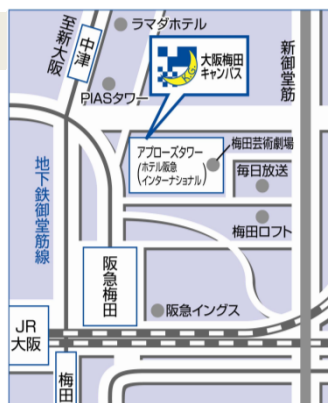 ラマダホテル
至新大阪
中津
大阪梅田
キャンパス
新御堂筋
PIASタワー
アプローズタワー
(ホテル阪急
インターナショナル)
梅田芸術劇場
毎日放送
地下鉄御堂筋線
梅田ロフト
阪急梅田
阪急イングス
JR
大阪
梅田